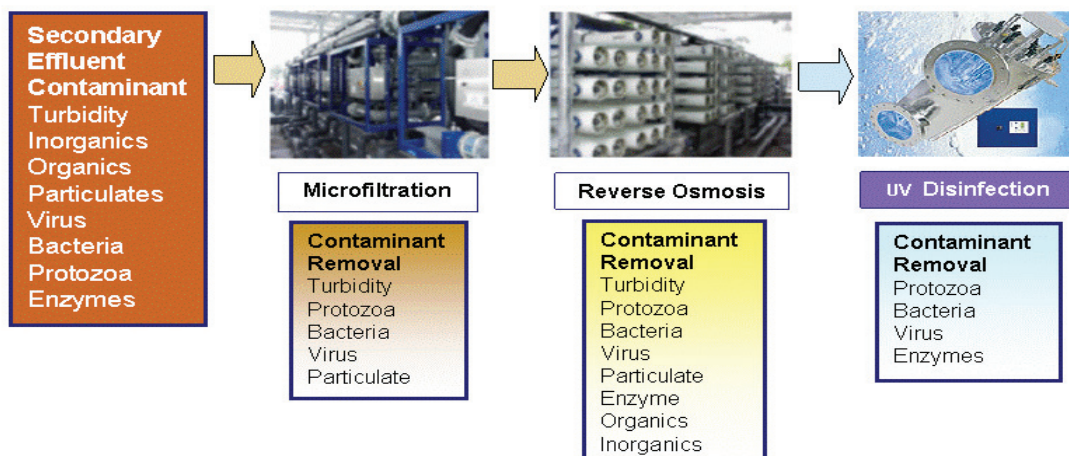 Secondary
Effluent
Contaminant
Turbidity
Inorganics
Organics
Particulates
Virus
Bacteria
Protozoa
Enzymes
Microfiltration
Contaminant
Removal
Turbidity
Protozoa
Bacteria
Virus
Particulate
Reverse Osmosis
Contaminant
Removal
Turbidity
Protozoa
Bacteria
Virus
Particulate
Enzyme
Organics
Inorganics
UV Disinfection
Contaminant
Removal
Protozoa
Bacteria
Virus
Enzymes